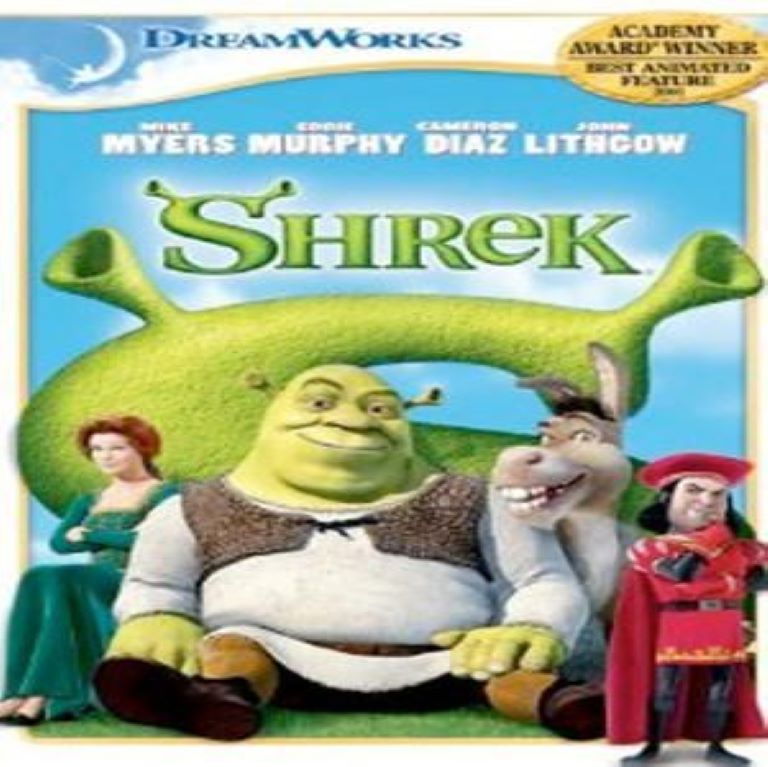 DREAMWORKS
ACADEMY
AWARD® WINNER
BEST ANIMATED
FEATURE
MIKE EDDIE CAMERON JOHN
MYERS MURPHY DIAZ LITHGOW
SHREK